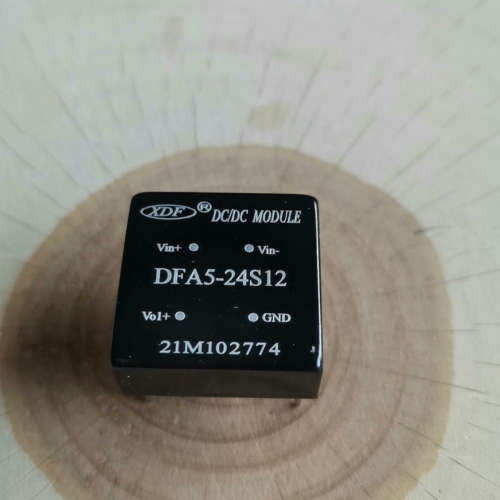 XDF® DC/DC MODULE
Vin+ Vin-
DFA5-24S12
Vo1+ GND
21M102774